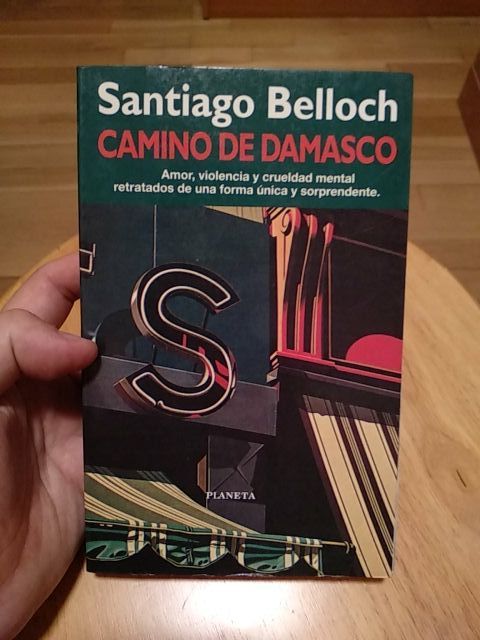 Santiago Belloch
CAMINO DE DAMASCO
Amor, violencia y crueldad mental
retratados de una forma única y sorprendente.
S
PLANETA